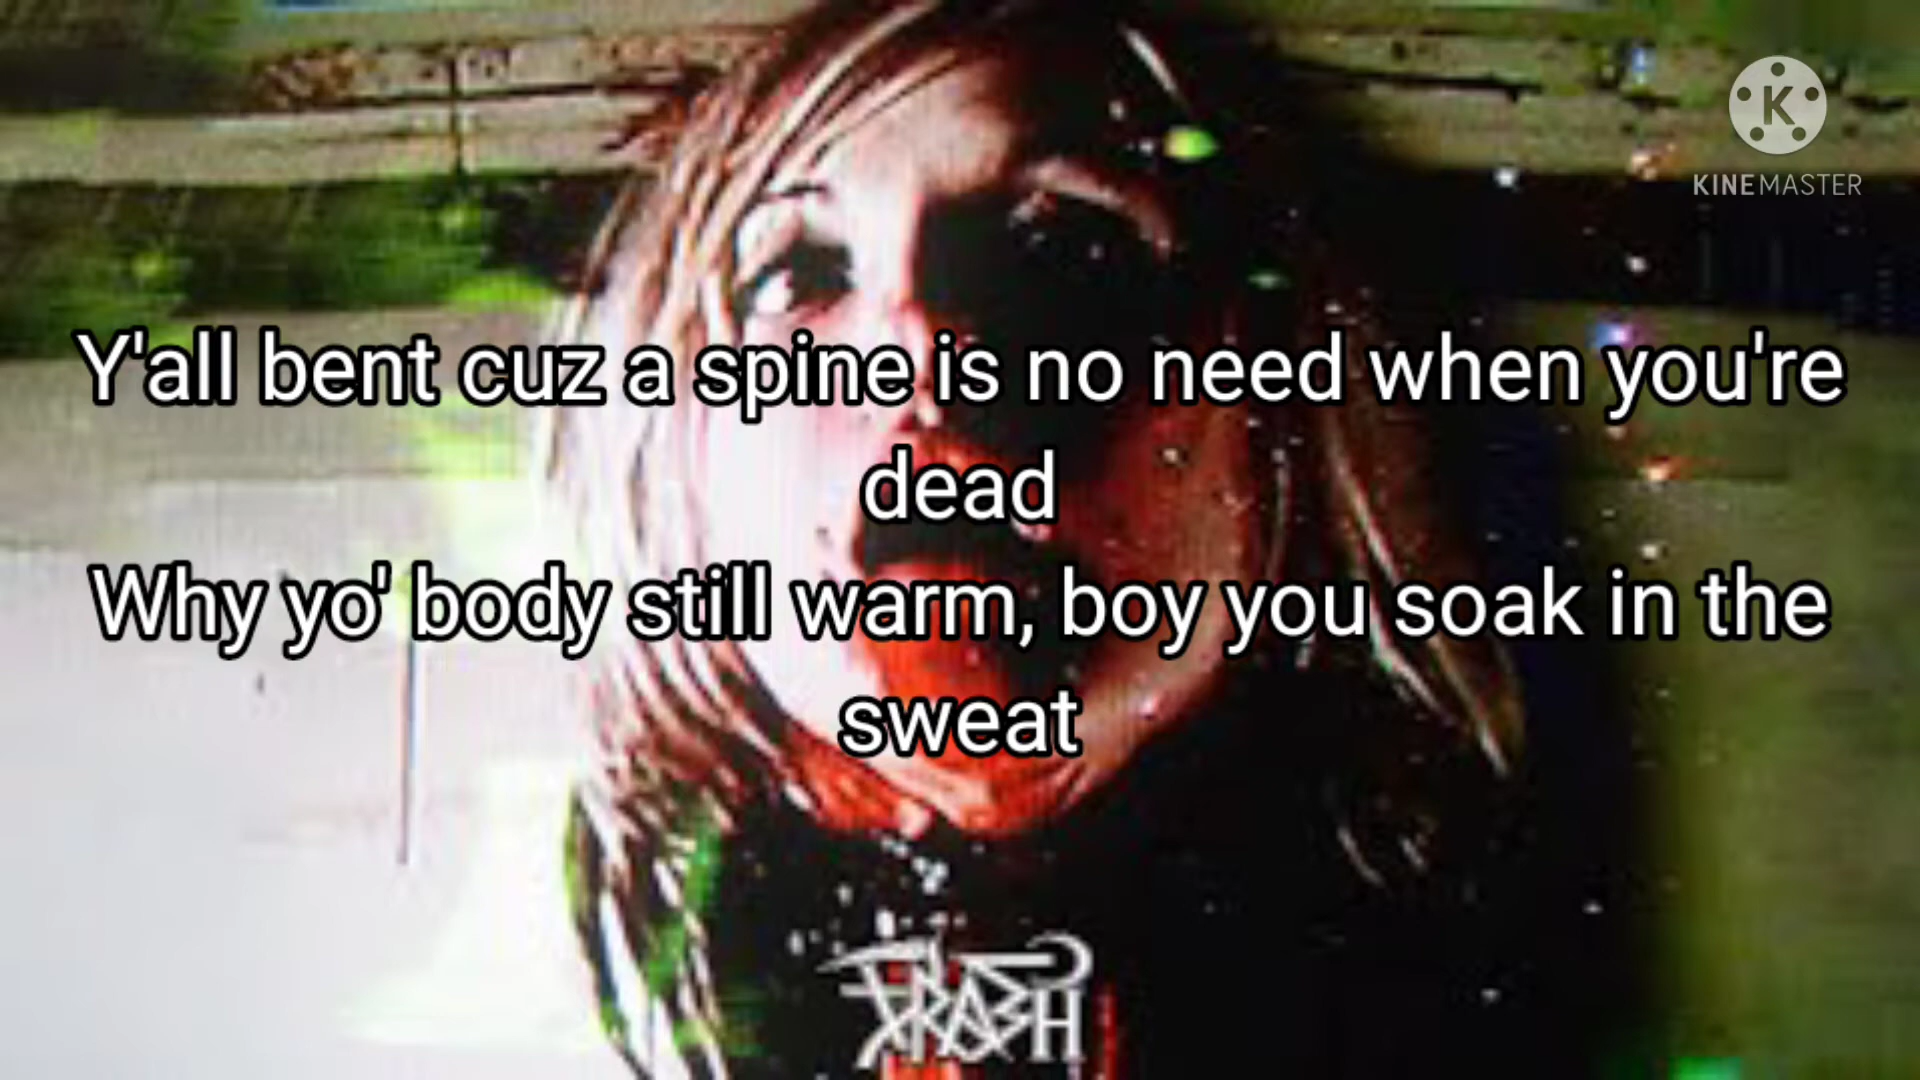 KINEMASTER
Y'all bent cuz a spine is no need when you're
dead
Why yo' body still warm, boy you soak in the
sweat
TRASH